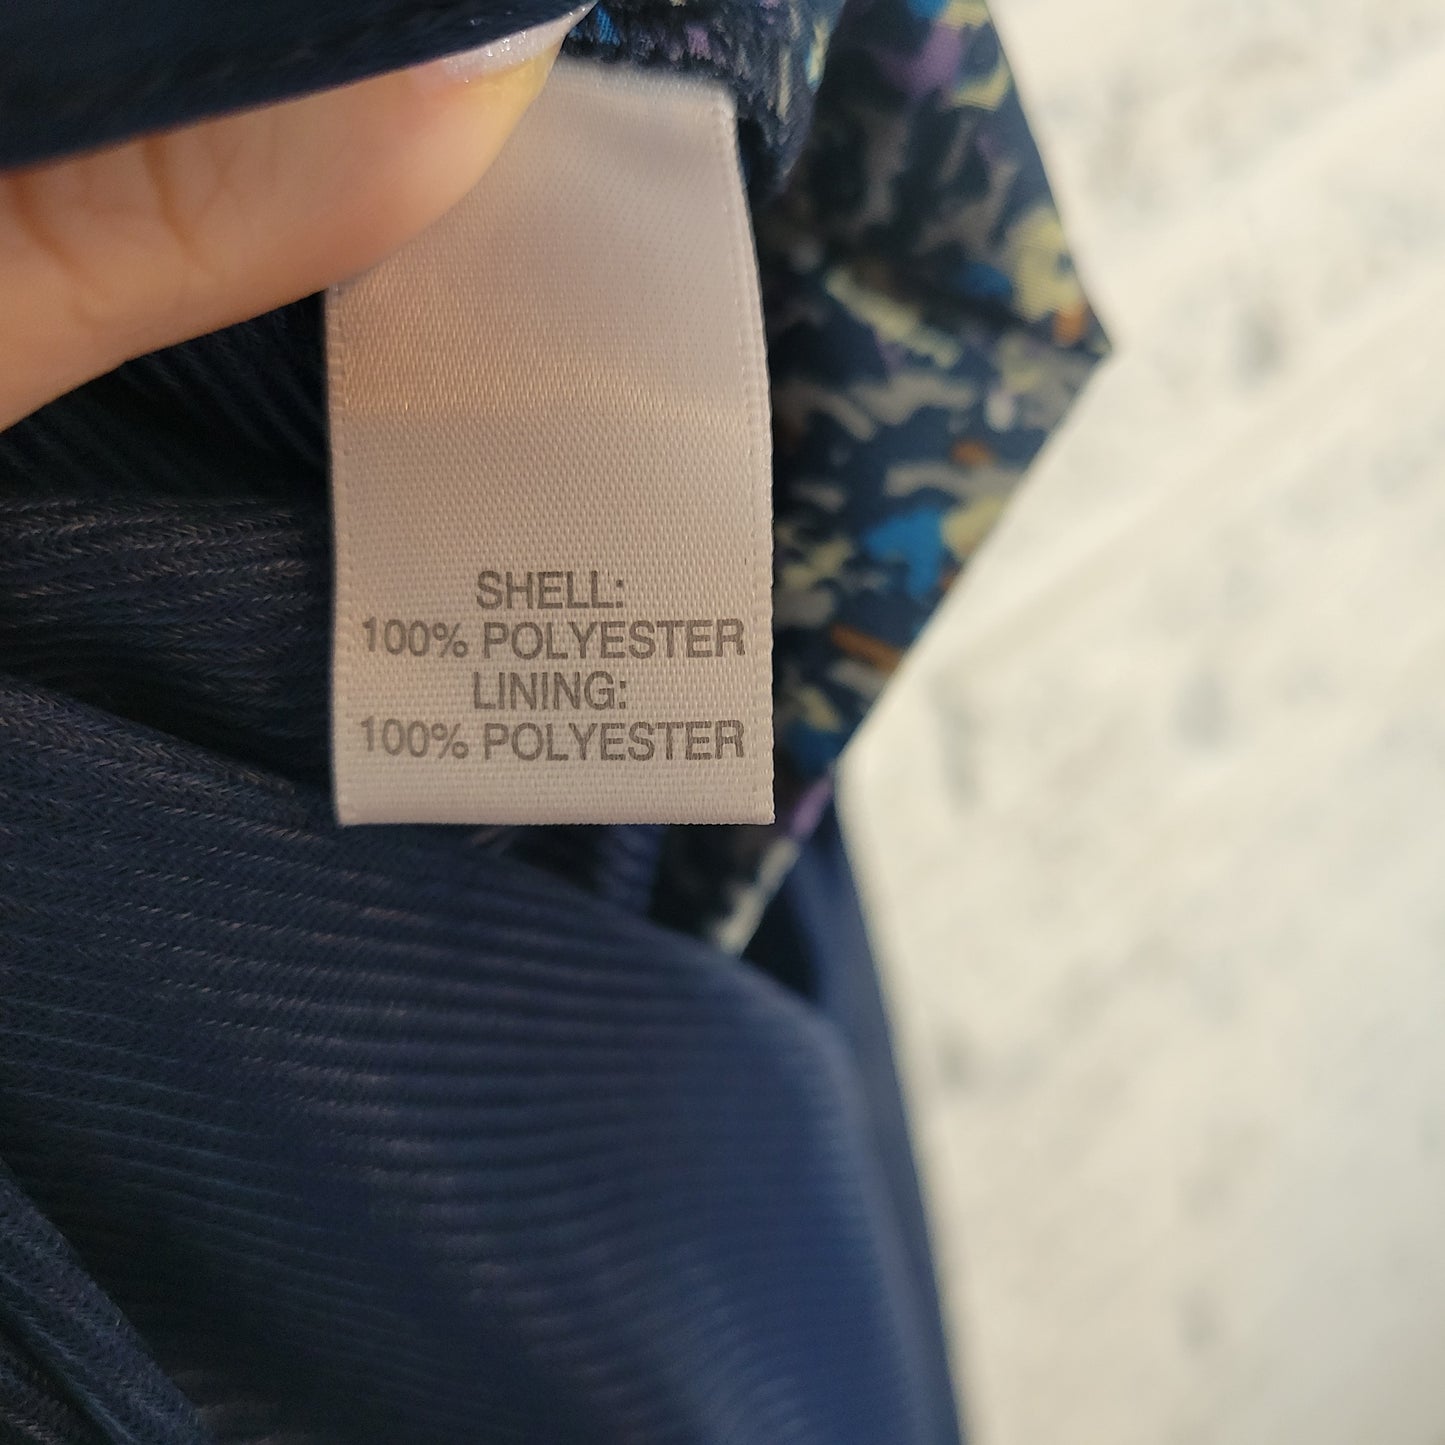 SHELL:
100% POLYESTER
LINING:
100% POLYESTER